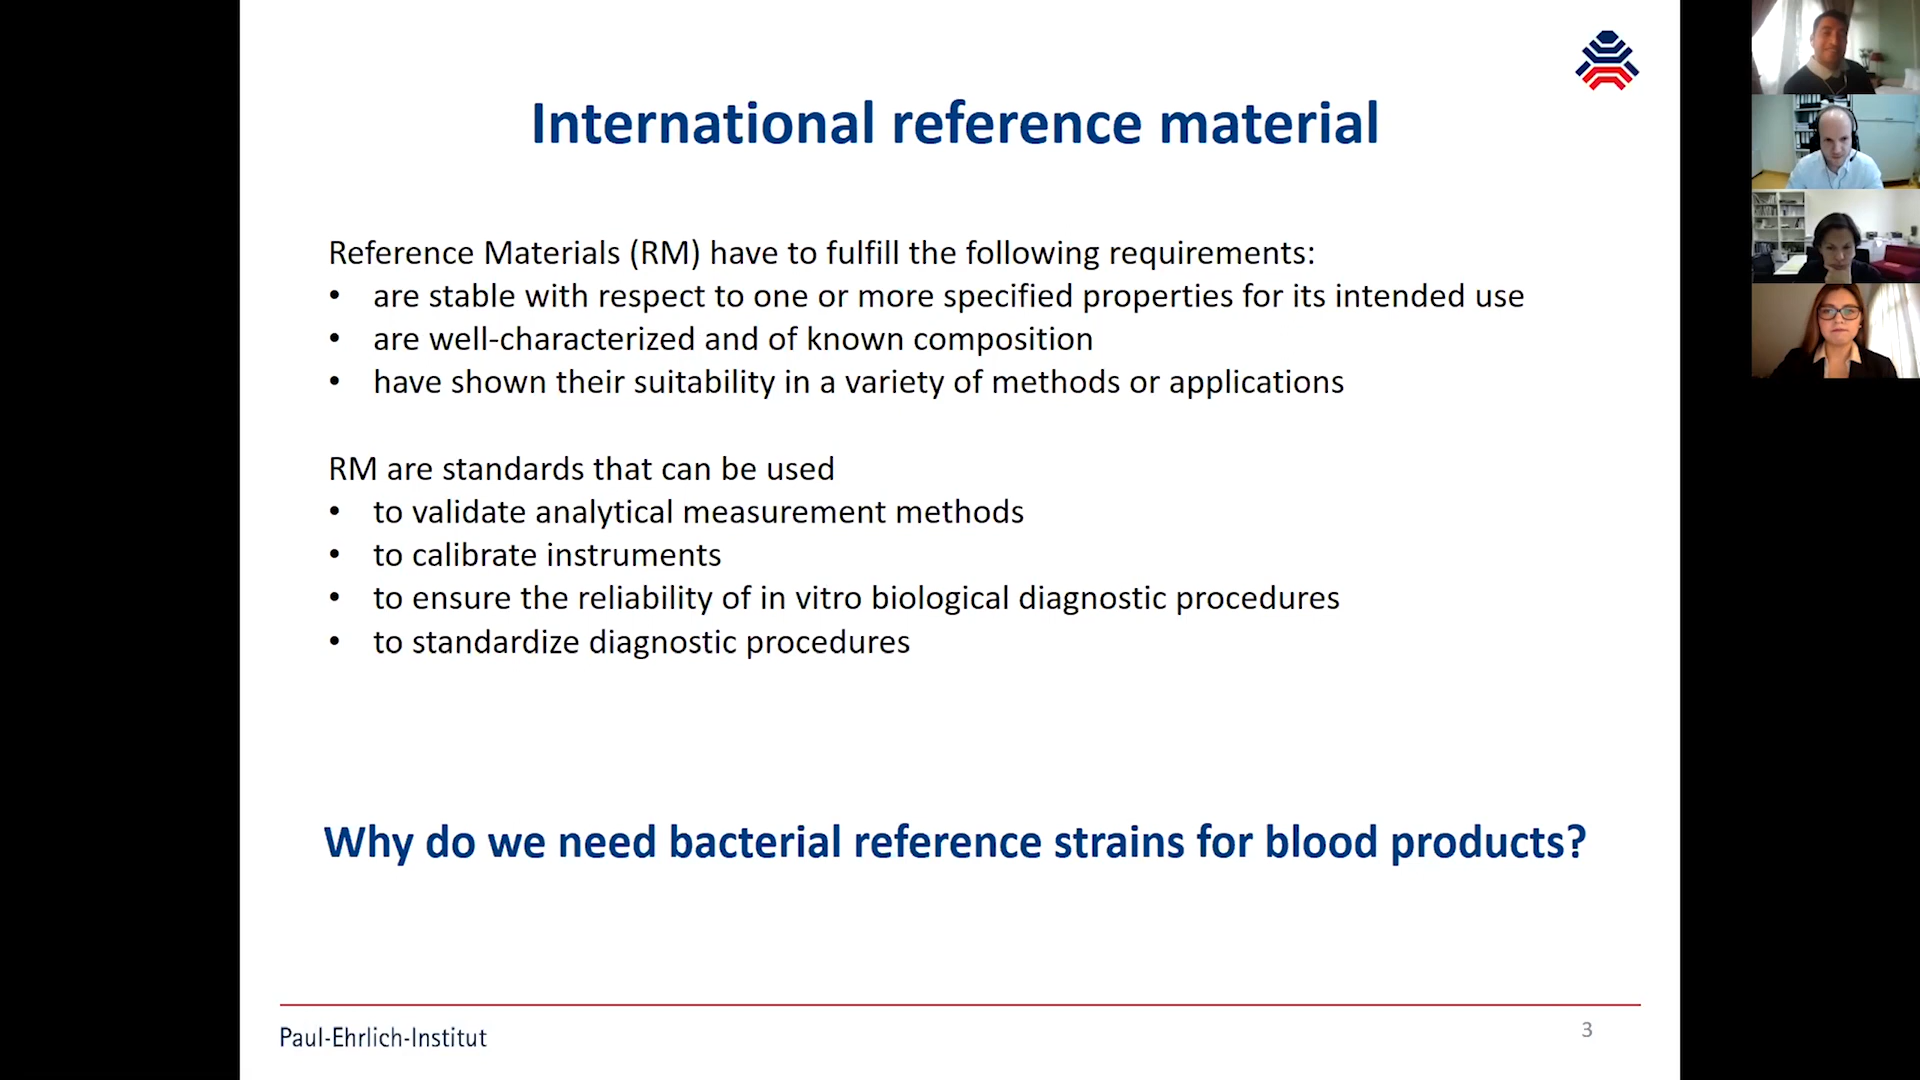 International reference material
Reference Materials (RM) have to fulfill the following requirements:
• are stable with respect to one or more specified properties for its intended use
• are well-characterized and of known composition
• have shown their suitability in a variety of methods or applications
RM are standards that can be used
• to validate analytical measurement methods
• to calibrate instruments
• to ensure the reliability of in vitro biological diagnostic procedures
• to standardize diagnostic procedures
Why do we need bacterial reference strains for blood products?
Paul-Ehrlich-Institut
3